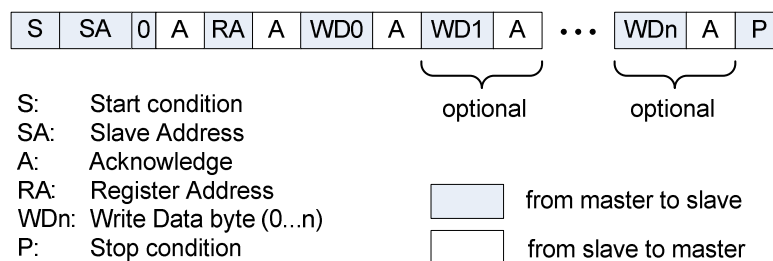 S SA 0 A RA A WD0 A WD1 A • • • WDn A P
optional optional
S: Start condition
SA: Slave Address
A: Acknowledge
RA: Register Address
WDn: Write Data byte (0...n)
P: Stop condition
from master to slave
from slave to master